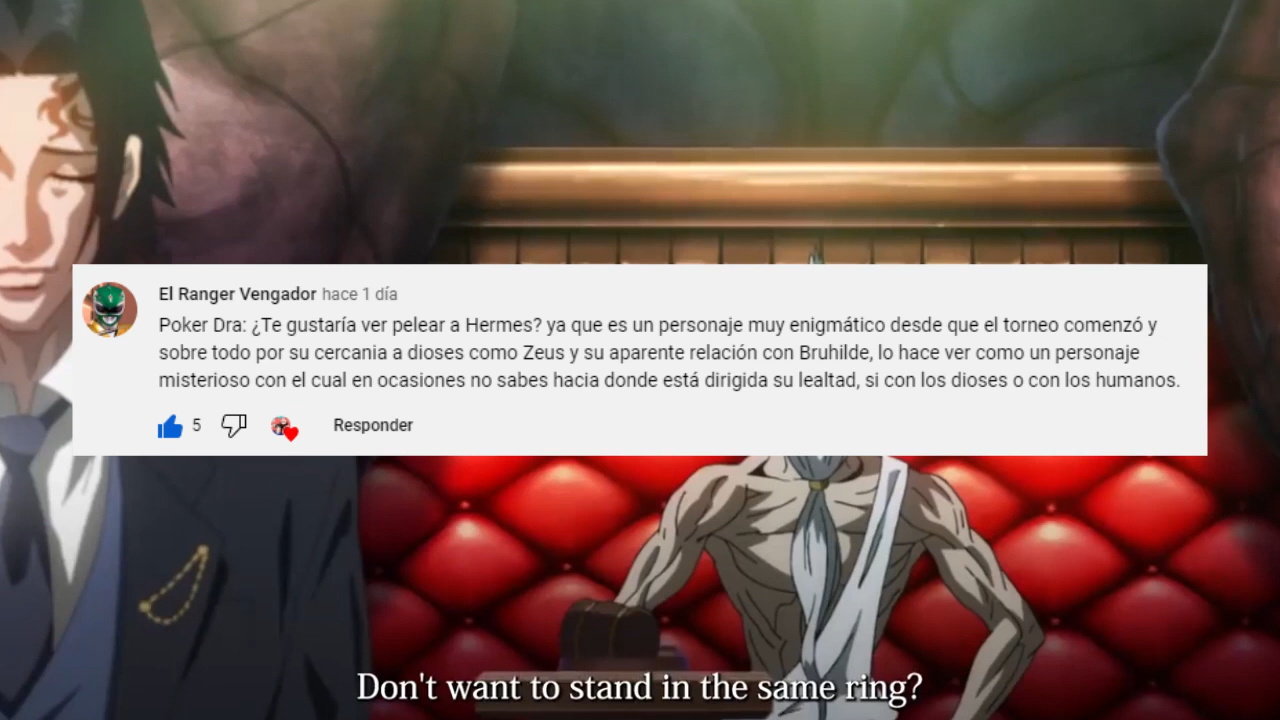 El Ranger Vengador hace 1 día
Poker Dra: ¿Te gustaría ver pelear a Hermes? ya que es un personaje muy enigmático desde que el torneo comenzó y
sobre todo por su cercania a dioses como Zeus y su aparente relación con Bruhilde, lo hace ver como un personaje
misterioso con el cual en ocasiones no sabes hacia donde está dirigida su lealtad, si con los dioses o con los humanos.
5 Responder
Don't want to stand in the same ring?